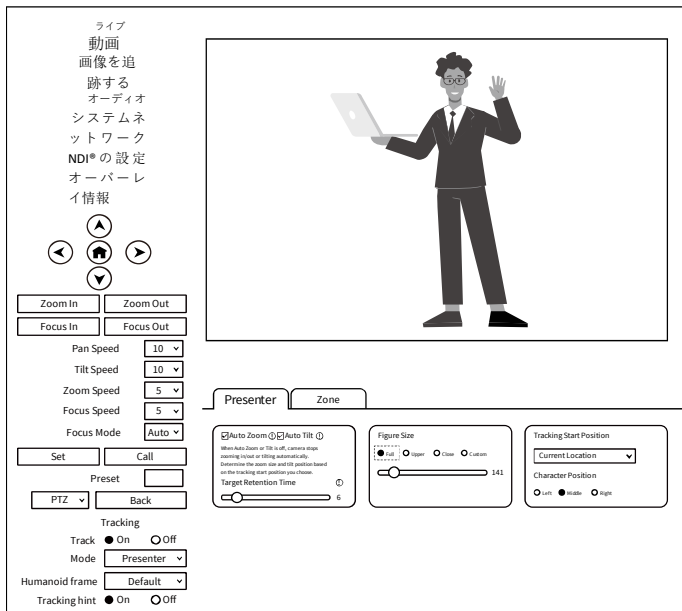 ライブ
動画
画像を追
跡する
オーディオ
システムネ
ットワーク
NDI®の設定
オーバーレ
イ情報
Zoom In Zoom Out
Focus In Focus Out
Pan Speed 10
Tilt Speed 10
Zoom Speed 5
Focus Speed 5
Focus Mode Auto
Set Call
Preset
PTZ Back
Tracking
Track On Off
Mode Presenter
Humanoid frame Default
Tracking hint On Off
Presenter Zone
Auto Zoom Auto Tilt
When Auto Zoom or Tilt is off, camera stops
zooming in/out or tilting automatically.
Determine the zoom size and tilt position based
on the tracking start position you choose.
Target Retention Time
6
Figure Size
Full Upper Close Custom
141
Tracking Start Position
Current Location
Character Position
Left Middle Right